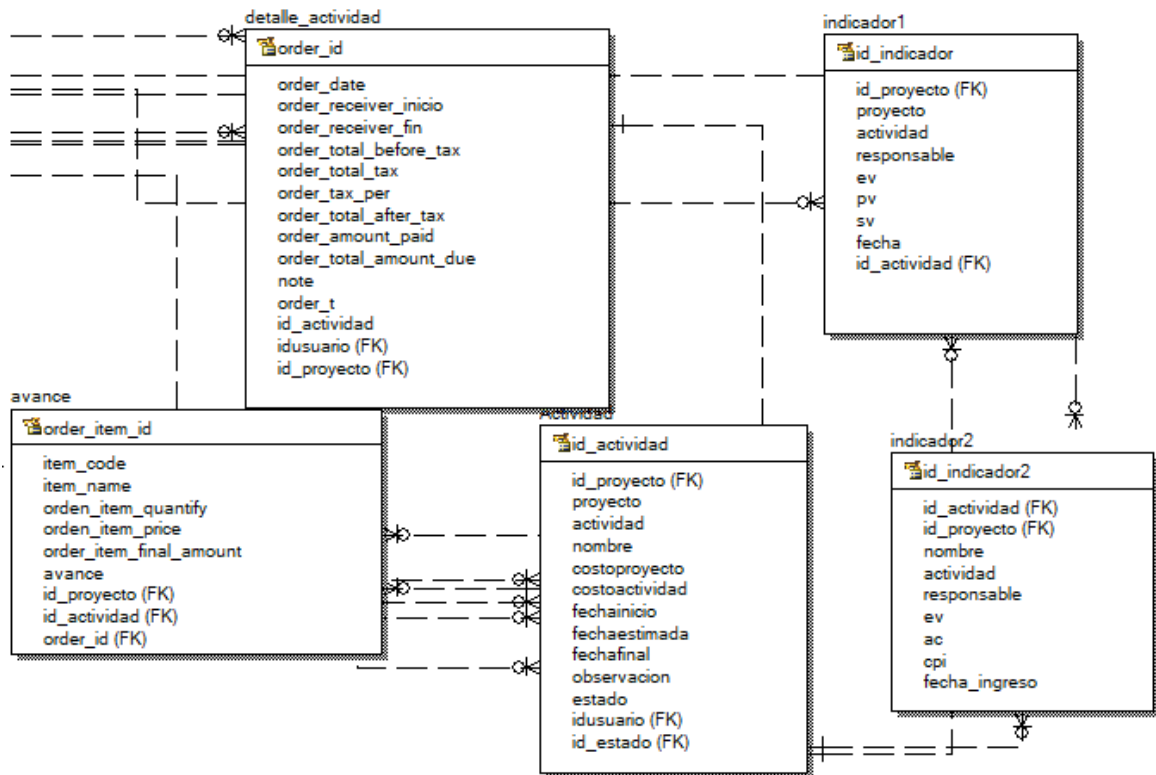 detalle_actividad
order_id
order_date
order_receiver_inicio
order_receiver_fin
order_total_before_tax
order_total_tax
order_tax_per
order_total_after_tax
order_amount_paid
order_total_amount_due
note
order_t
id_actividad
idusuario (FK)
id_proyecto (FK)
indicador1
id_indicador
id_proyecto (FK)
proyecto
actividad
responsable
ev
pv
sv
fecha
id_actividad (FK)
avance
order_item_id
item_code
item_name
orden_item_quantify
orden_item_price
order_item_final_amount
avance
id_proyecto (FK)
id_actividad (FK)
order_id (FK)
Actividad
id_actividad
id_proyecto (FK)
proyecto
actividad
nombre
costoproyecto
costoactividad
fechainicio
fechaestimada
fechafinal
observacion
estado
idusuario (FK)
id_estado (FK)
indicador2
id_indicador2
id_actividad (FK)
id_proyecto (FK)
nombre
actividad
responsable
ev
ac
cpi
fecha_ingreso